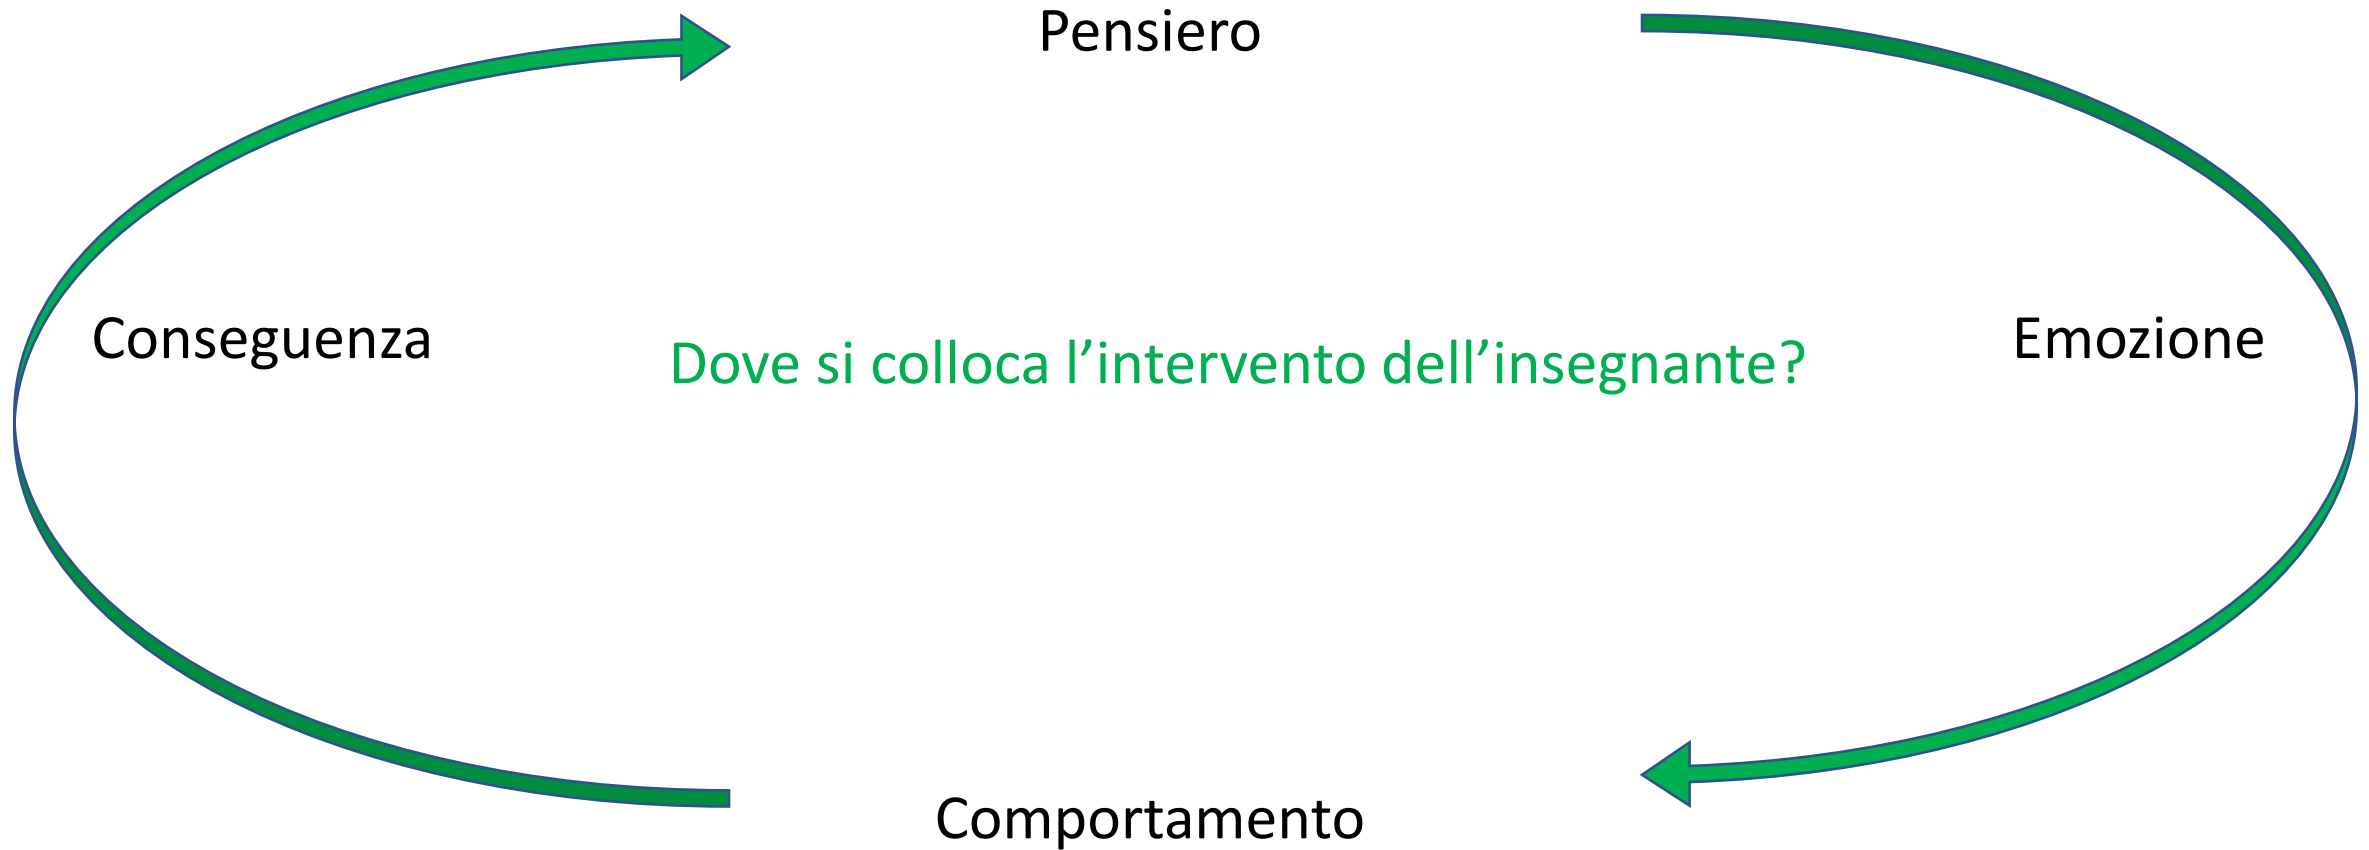 Pensiero
Conseguenza
Dove si colloca l’intervento dell’insegnante?
Emozione
Comportamento